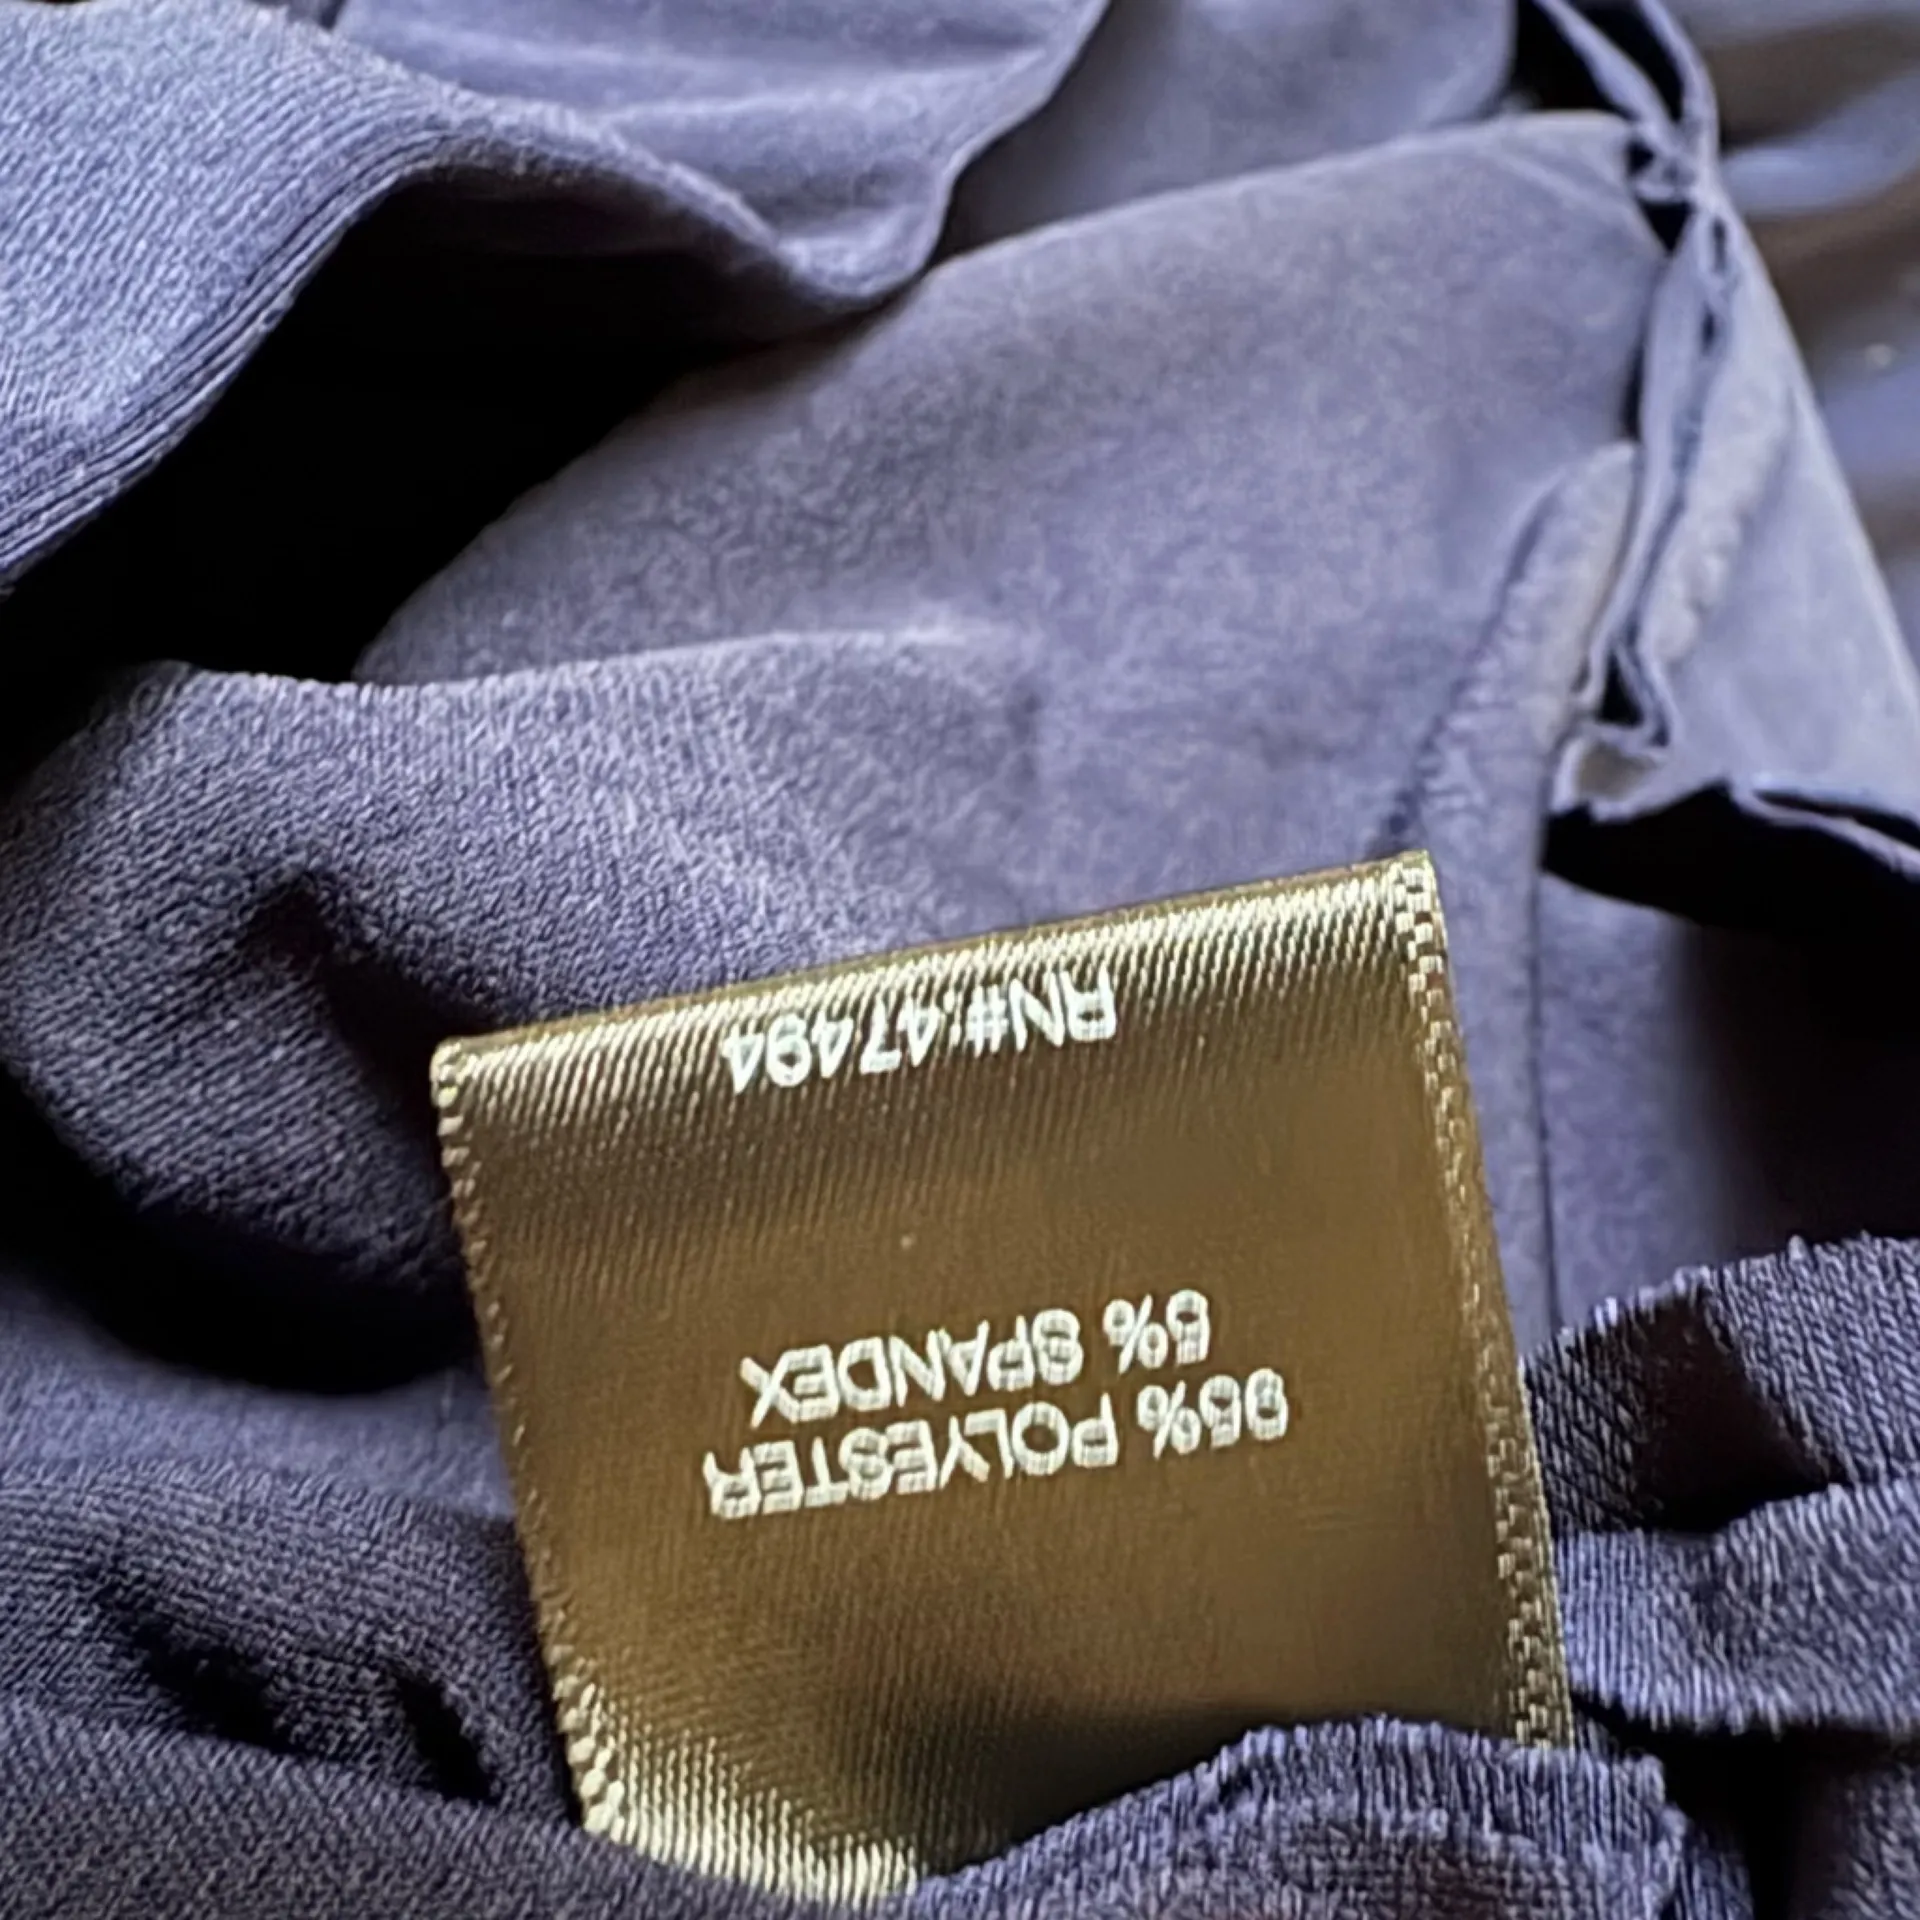 95% POLYESTER
5% SPANDEX
RN#:47494